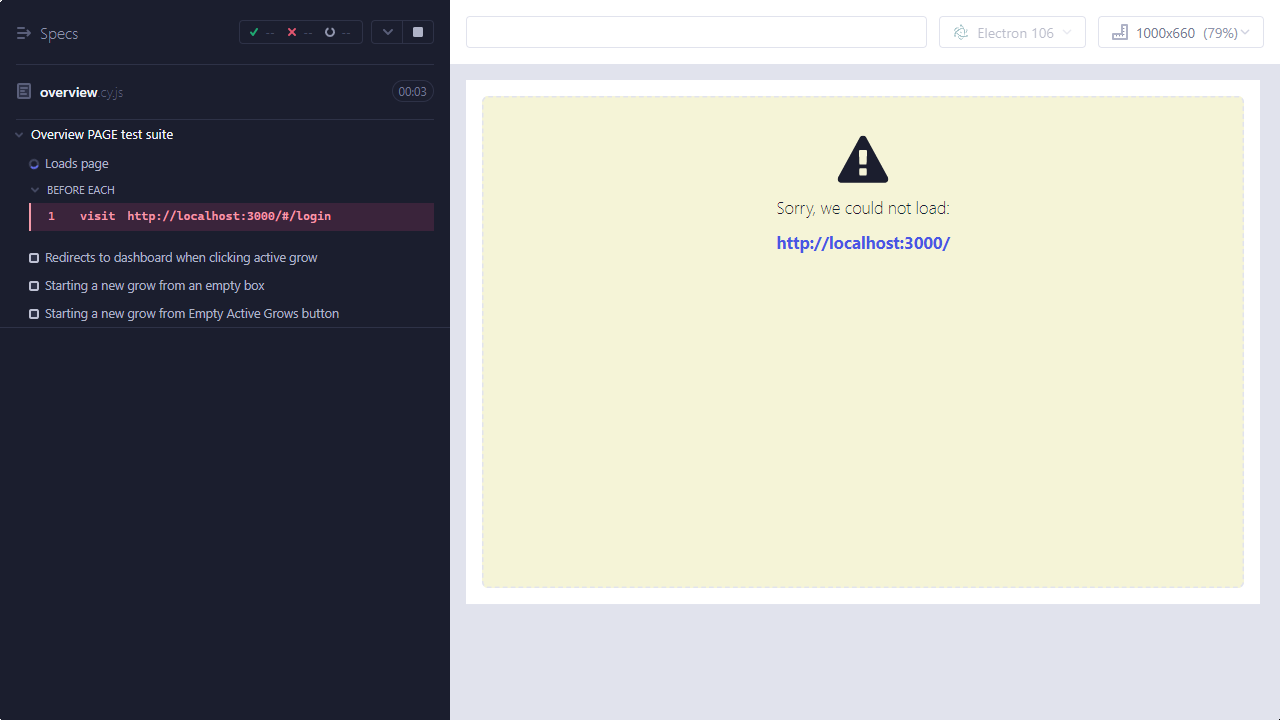 Specs
-- -- --
overview.cy.js
00:03
Overview PAGE test suite
Loads page
BEFORE EACH
1 visit http://localhost:3000/#/login
Redirects to dashboard when clicking active grow
Starting a new grow from an empty box
Starting a new grow from Empty Active Grows button
Electron 106
1000x660 (79%)
Sorry, we could not load:
http://localhost:3000/